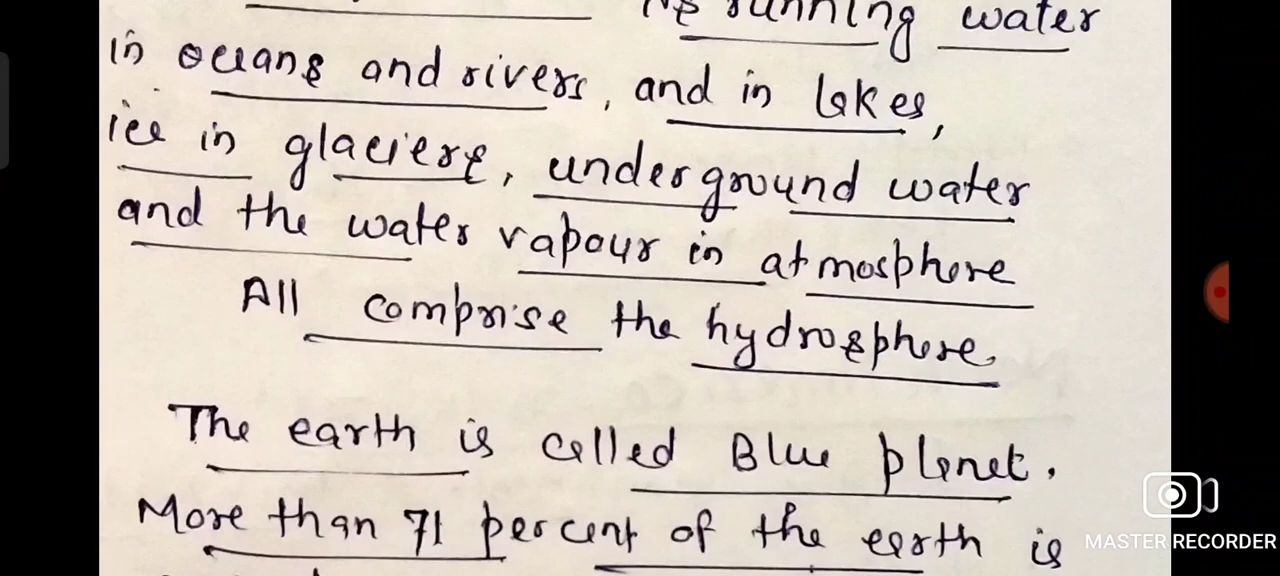 running water
in oceans and rivers, and in lakes,
ice in glaciers, underground water
and the water vapour in atmosphere
All comprise the hydrosphere.
The earth is called Blue planet.
More than 71 percent of the earth is
MASTER RECORDER